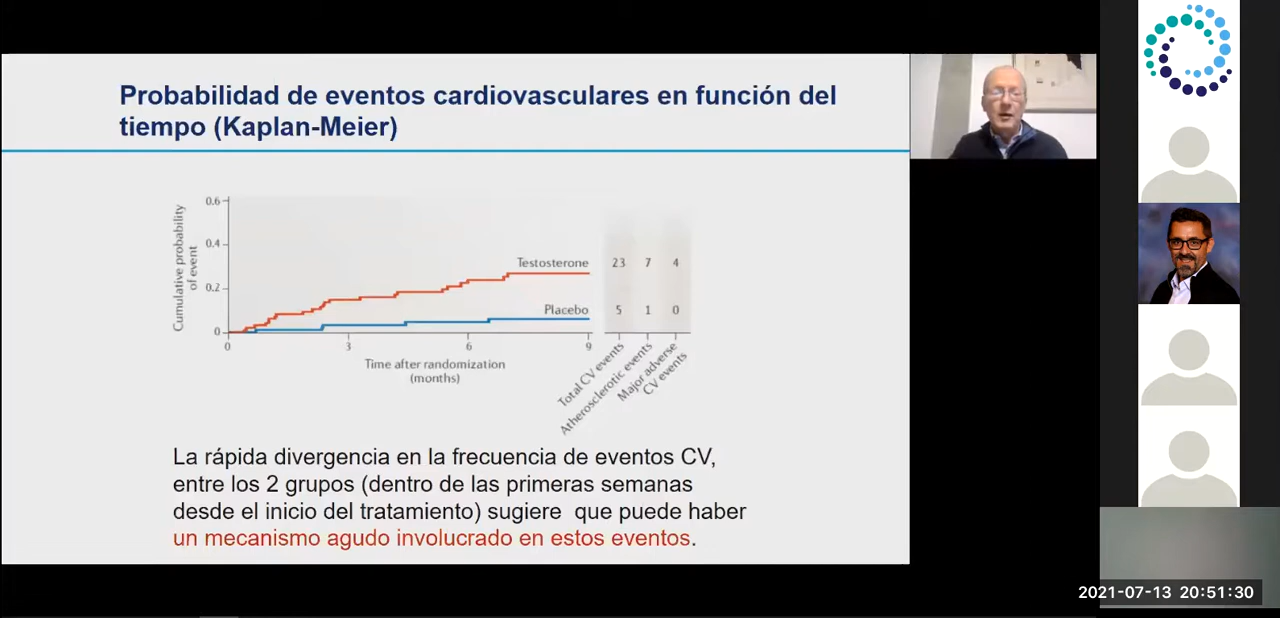 Probabilidad de eventos cardiovasculares en función del
tiempo (Kaplan-Meier)
Cumulative probability
of event
0.6
0.4
0.2
0
Testosterone
Placebo
23 7 4
5 1 0
0 3 6 9
Time after randomization
(months)
Total CV events
Atherosclerotic events
Major adverse
CV events
La rápida divergencia en la frecuencia de eventos CV,
entre los 2 grupos (dentro de las primeras semanas
desde el inicio del tratamiento) sugiere que puede haber
un mecanismo agudo involucrado en estos eventos.
2021-07-13 20:51:30